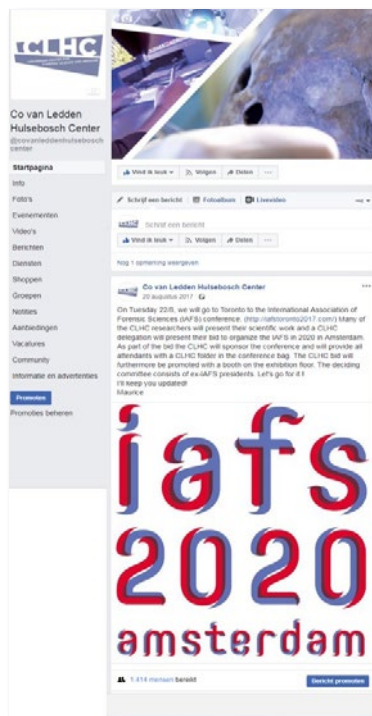 CLHC
Co van Ledden
Hulsebosch Center
@covanleddenhulsebosch
center
Startpagina
Info
Foto's
Evenementen
Video's
Berichten
Diensten
Shoppen
Groepen
Notities
Aanbiedingen
Vacatures
Community
Informatie en advertenties
Promoten
Promoties beheren
Vind ik leuk Volgen Delen ...
Schrijf een bericht Fotoalbum Livevideo
Schrijf een bericht
Vind ik leuk Volgen Delen ...
Nog 1 opmerking weergeven
Co van Ledden Hulsebosch Center
20 augustus 2017
On Tuesday 22/8, we will go to Toronto to the International Association of
Forensic Sciences (IAFS) conference. (http://iafstoronto2017.com/) Many of
the CLHC researchers will present their scientific work and a CLHC
delegation will present their bid to organize the IAFS in 2020 in Amsterdam.
As part of the bid the CLHC will sponsor the conference and will provide all
attendants with a CLHC folder in the conference bag. The CLHC bid will
furthermore be promoted with a booth on the exhibition floor. The deciding
committee consists of ex-IAFS presidents. Let's go for it!
I'll keep you updated!
Maurice
iafs
2020
amsterdam
1.414 mensen bereikt
Bericht promoten